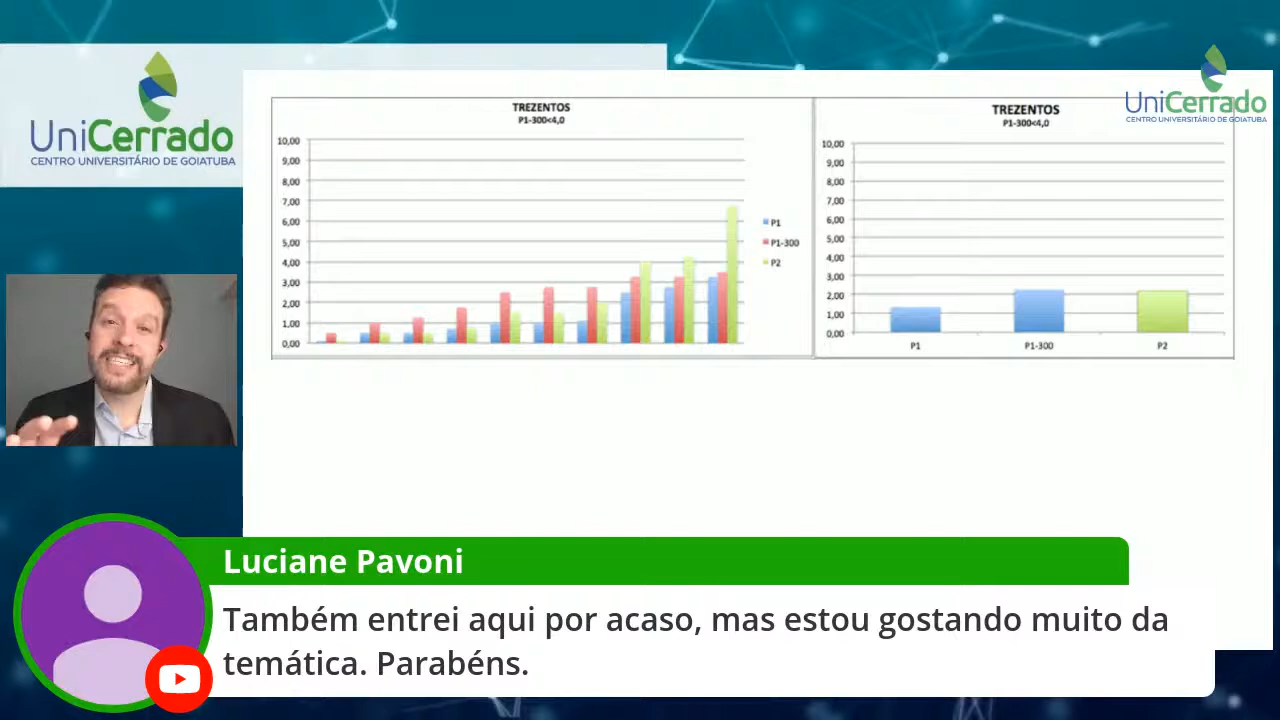 UniCerrado
CENTRO UNIVERSITÁRIO DE GOIATUBA
TREZENTOS
P1-300<4,0
10,00
9,00
8,00
7,00
6,00
5,00
4,00
3,00
2,00
1,00
0,00
P1
P1-300
P2
TREZENTOS
P1-300<4,0
10,00
9,00
8,00
7,00
6,00
5,00
4,00
3,00
2,00
1,00
0,00
P1 P1-300 P2
UniCerrado
CENTRO UNIVERSITÁRIO DE GOIATUBA
Luciane Pavoni
Também entrei aqui por acaso, mas estou gostando muito da
temática. Parabéns.